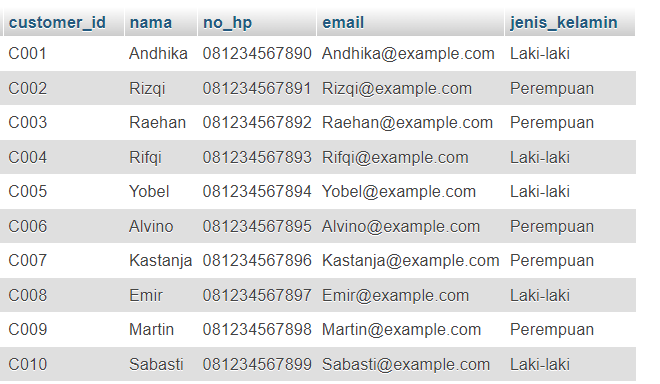 customer_id nama no_hp email jenis_kelamin
C001 Andhika 081234567890 Andhika@example.com Laki-laki
C002 Rizqi 081234567891 Rizqi@example.com Perempuan
C003 Raehan 081234567892 Raehan@example.com Perempuan
C004 Rifqi 081234567893 Rifqi@example.com Laki-laki
C005 Yobel 081234567894 Yobel@example.com Laki-laki
C006 Alvino 081234567895 Alvino@example.com Perempuan
C007 Kastanja 081234567896 Kastanja@example.com Perempuan
C008 Emir 081234567897 Emir@example.com Laki-laki
C009 Martin 081234567898 Martin@example.com Perempuan
C010 Sabasti 081234567899 Sabasti@example.com Laki-laki